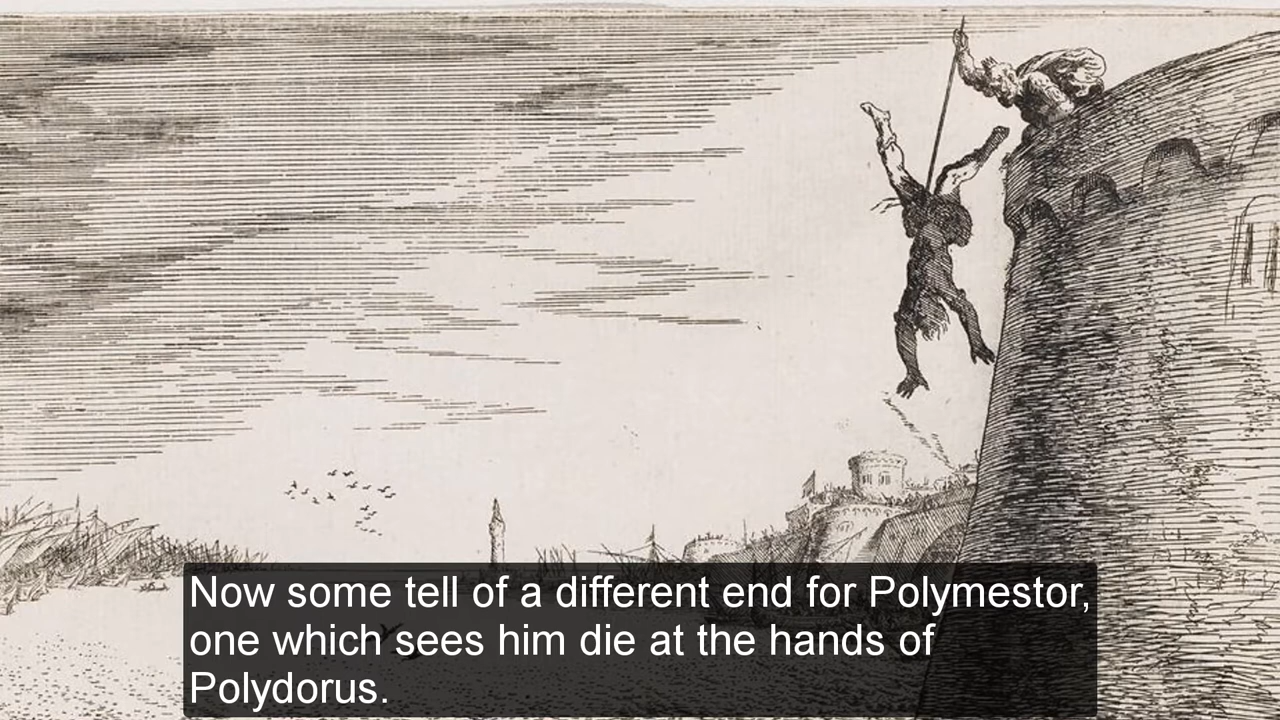 Now some tell of a different end for Polymestor,
one which sees him die at the hands of
Polydorus.